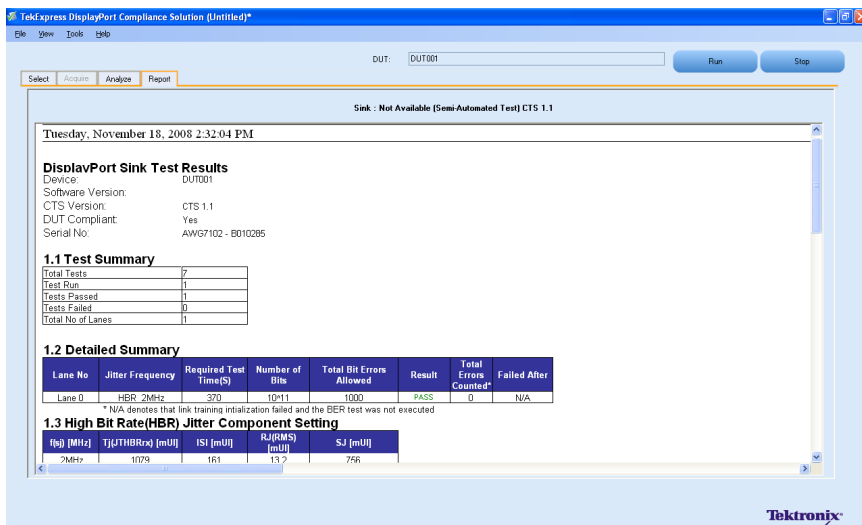 TekExpress DisplayPort Compliance Solution (Untitled)*
File View Tools Help
DUT: DUT001 Run Stop
Select Acquire Analyze Report
Sink : Not Available (Semi-Automated Test) CTS 1.1
Tuesday, November 18, 2008 2:32:04 PM
DisplayPort Sink Test Results
Device: DUT001
Software Version:
CTS Version: CTS 1.1
DUT Compliant: Yes
Serial No: AWG7102 - B010285
1.1 Test Summary
Total Tests 7
Test Run 1
Tests Passed 1
Tests Failed 0
Total No of Lanes 1
1.2 Detailed Summary
Lane No Jitter Frequency Required Test Time(S) Number of Bits Total Bit Errors Allowed Result Total Errors Counted* Failed After
Lane 0 HBR 2MHz 370 10^11 1000 PASS 0 N/A
* N/A denotes that link training intialization failed and the BER test was not executed
1.3 High Bit Rate(HBR) Jitter Component Setting
f(sj) [MHz] Tj(JTHBRrx) [mUI] ISI [mUI] RJ(RMS) [mUI] SJ [mUI]
2MHz 1079 161 13.2 756
Tektronix